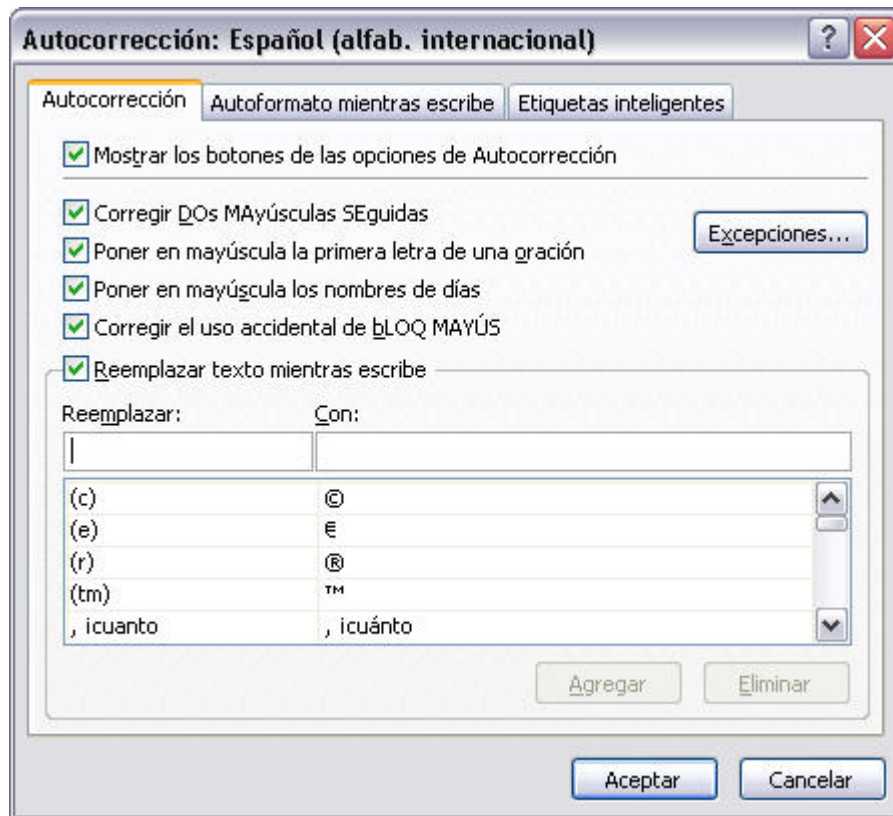 Autocorrección: Español (alfab. internacional)
Autocorrección Autoformato mientras escribe Etiquetas inteligentes
Mostrar los botones de las opciones de Autocorrección
Corregir DOs MAyúsculas SEguidas
Excepciones...
Poner en mayúscula la primera letra de una oración
Poner en mayúscula los nombres de días
Corregir el uso accidental de bLOQ MAYÚS
Reemplazar texto mientras escribe
Reemplazar: Con:
(c) ©
(e) €
(r) ®
(tm) ™
, icuanto , icuánto
Agregar Eliminar
Aceptar Cancelar